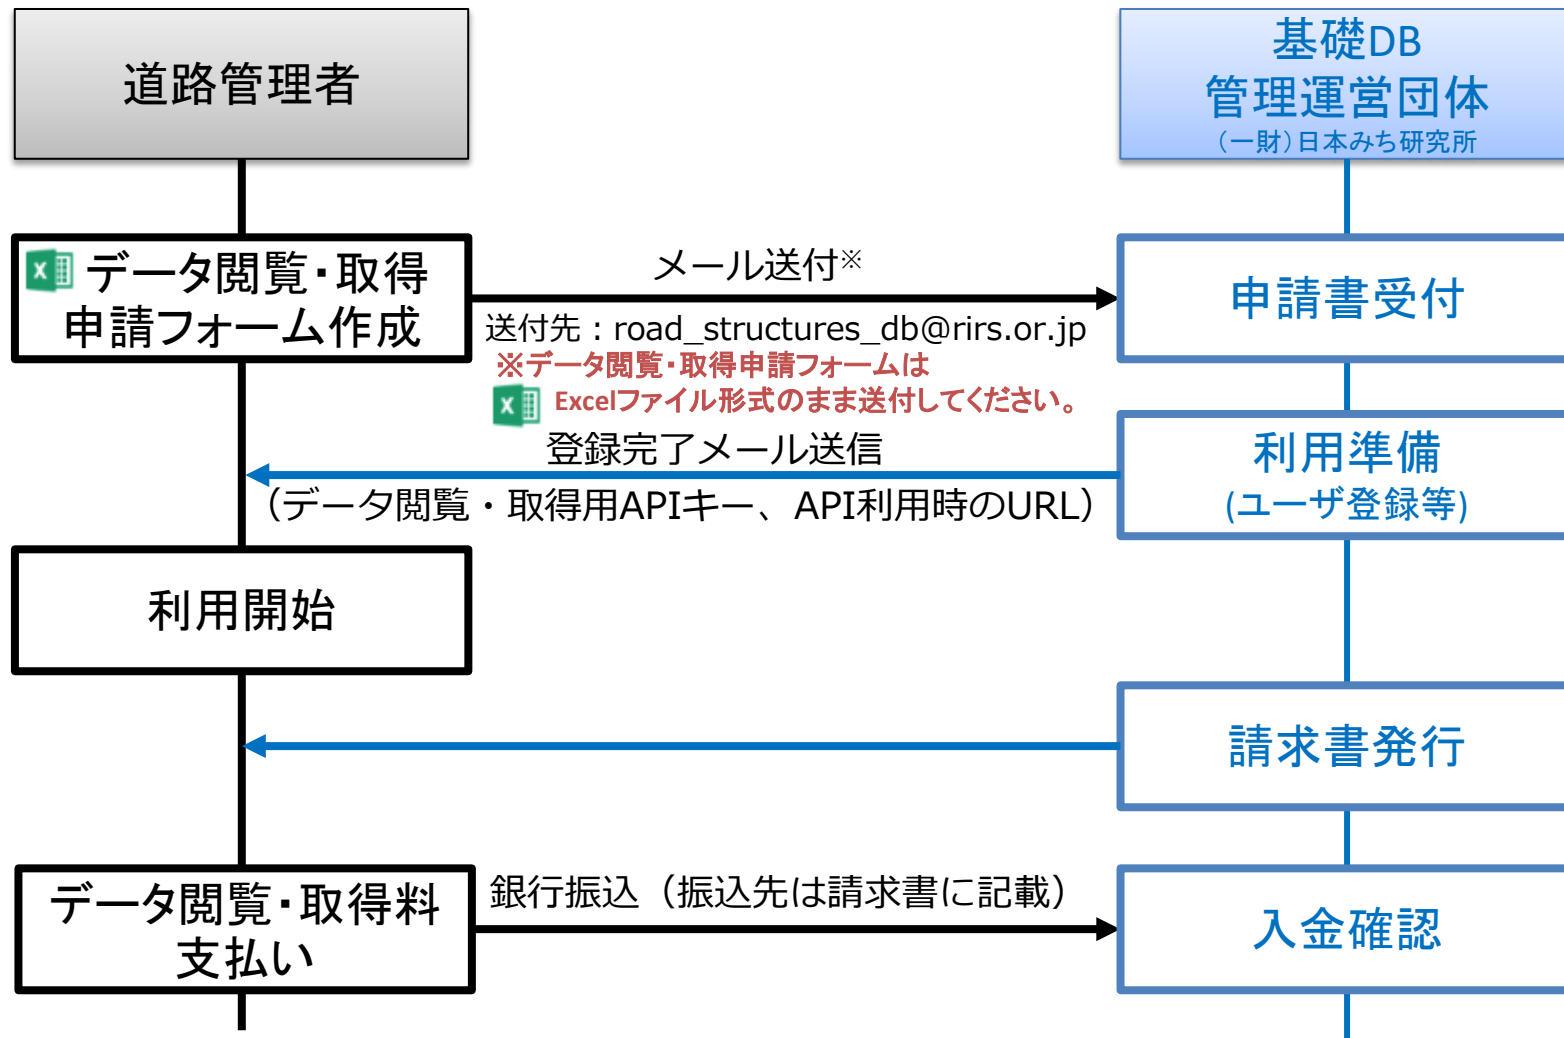 道路管理者
基礎DB
管理運営団体
(一財)日本みち研究所
データ閲覧・取得
申請フォーム作成
メール送付※
送付先：road_structures_db@rirs.or.jp
※データ閲覧・取得申請フォームは
Excelファイル形式のまま送付してください。
申請書受付
登録完了メール送信
（データ閲覧・取得用APIキー、API利用時のURL）
利用準備
(ユーザ登録等)
利用開始
請求書発行
データ閲覧・取得料
支払い
銀行振込（振込先は請求書に記載）
入金確認